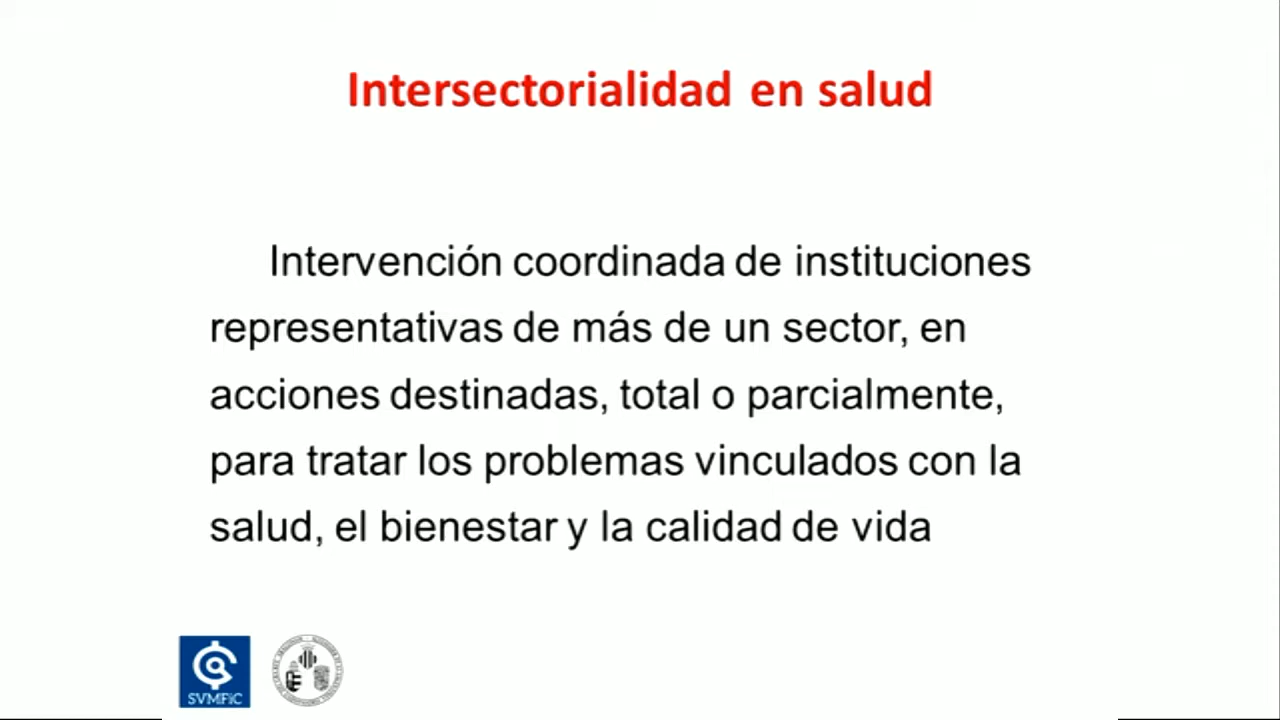 Intersectorialidad en salud
Intervención coordinada de instituciones
representativas de más de un sector, en
acciones destinadas, total o parcialmente,
para tratar los problemas vinculados con la
salud, el bienestar y la calidad de vida
SVMFiC